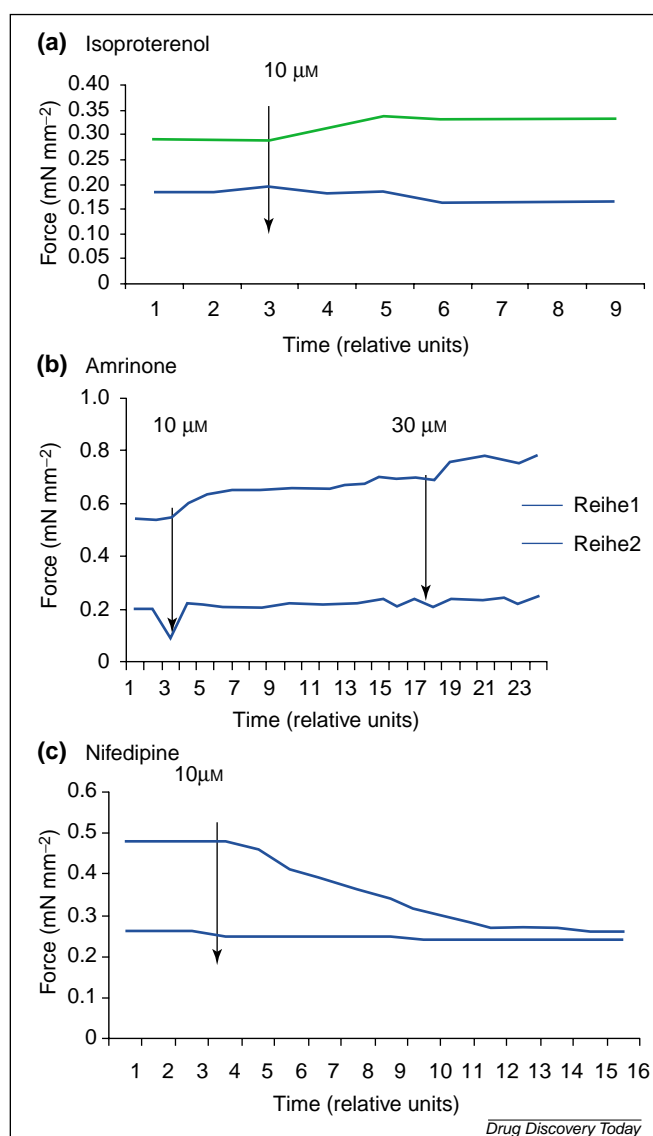 (a) Isoproterenol
10 μM
0.40
0.35
0.30
0.25
0.20
0.15
0.10
0.05
0
Force (mN mm–2)
1 2 3 4 5 6 7 8 9
Time (relative units)
(b) Amrinone
10 μM 30 μM
1.0
0.8
0.6
0.4
0.2
0
Force (mN mm–2)
Reihe1
Reihe2
1 3 5 7 9 11 13 15 17 19 21 23
Time (relative units)
(c) Nifedipine
10μM
0.6
0.5
0.4
0.3
0.2
0.1
0
Force (mN mm–2)
1 2 3 4 5 6 7 8 9 10 11 12 13 14 15 16
Time (relative units)
Drug Discovery Today